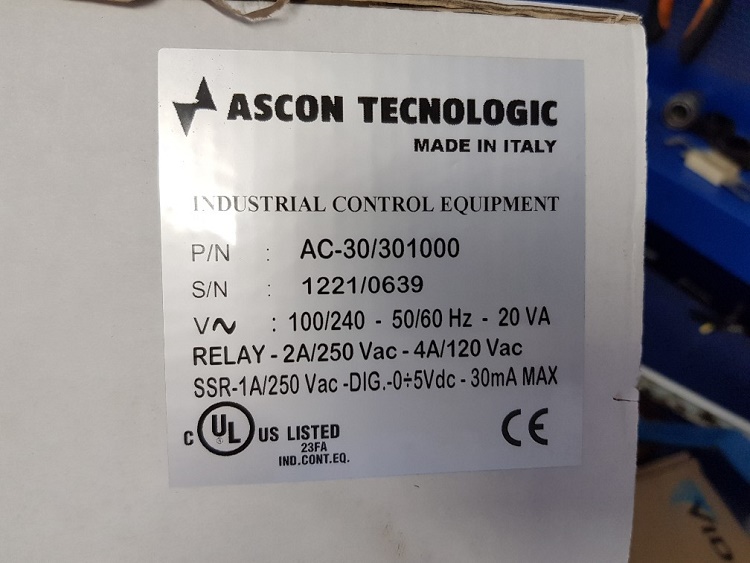 ASCON TECNOLOGIC
MADE IN ITALY
INDUSTRIAL CONTROL EQUIPMENT
P/N : AC-30/301000
S/N : 1221/0639
V∿ : 100/240 - 50/60 Hz - 20 VA
RELAY - 2A/250 Vac - 4A/120 Vac
SSR-1A/250 Vac -DIG.-0÷5Vdc - 30mA MAX
C UL ® US LISTED
23FA
IND.CONT.EQ.
CE